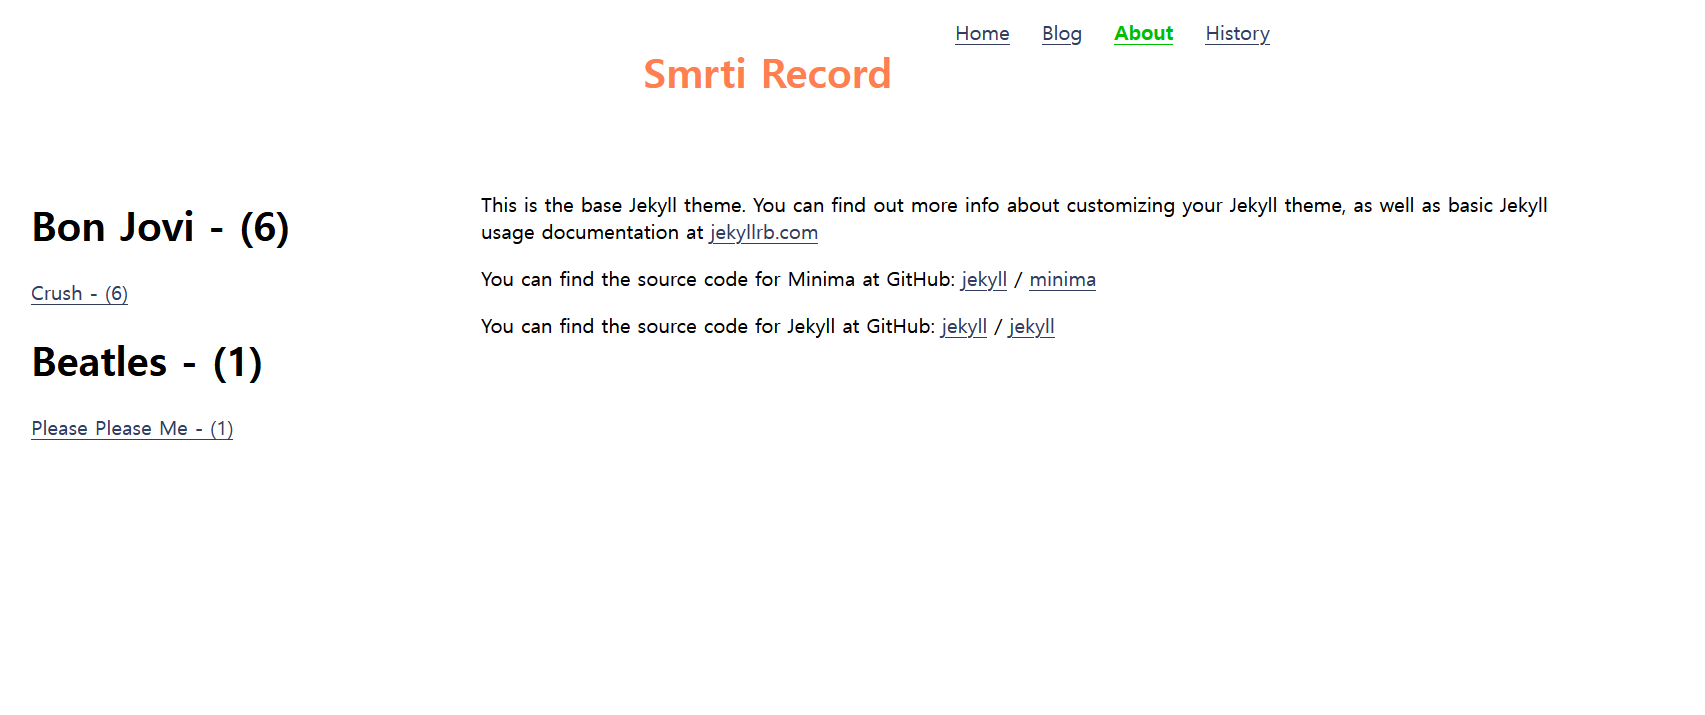 Home Blog About History
Smrti Record
Bon Jovi - (6)
Crush - (6)
Beatles - (1)
Please Please Me - (1)
This is the base Jekyll theme. You can find out more info about customizing your Jekyll theme, as well as basic Jekyll
usage documentation at jekyllrb.com
You can find the source code for Minima at GitHub: jekyll / minima
You can find the source code for Jekyll at GitHub: jekyll / jekyll